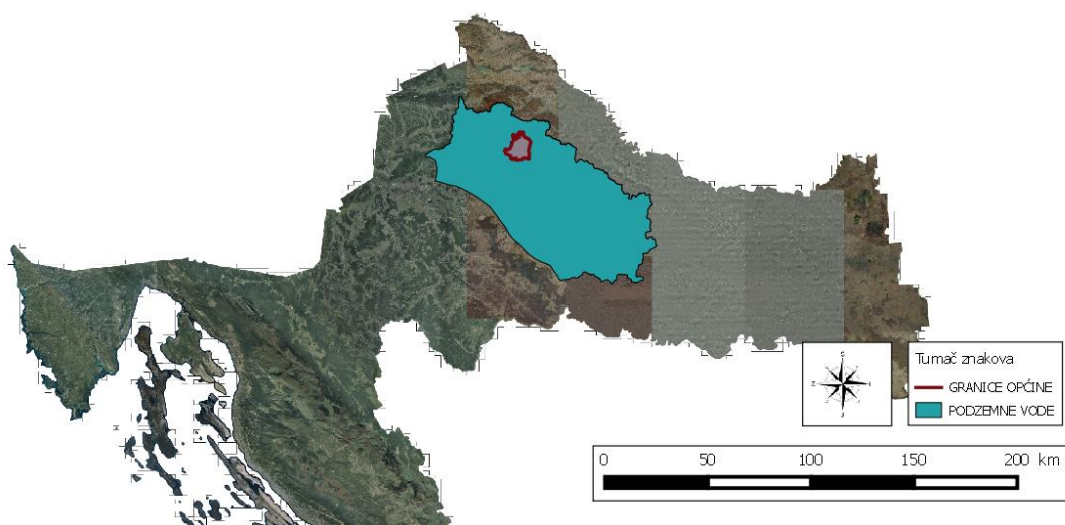 S
Z
I
J
Tumač znakova
GRANICE OPĆINE
PODZEMNE VODE
0 50 100 150 200 km